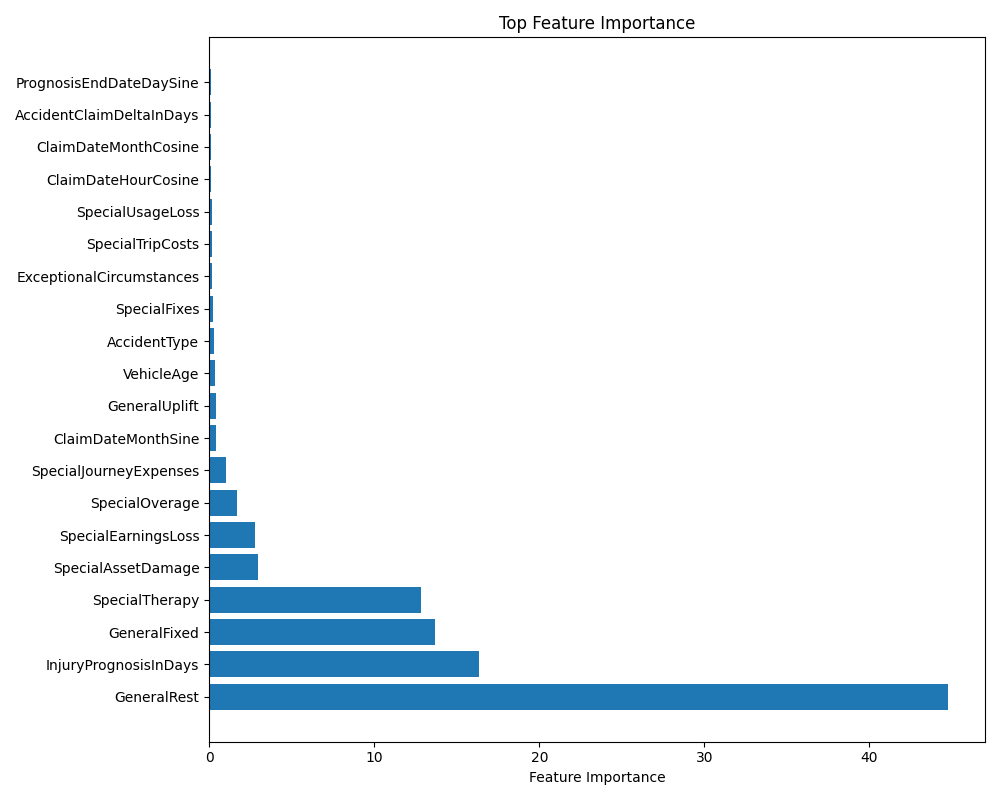 Top Feature Importance
PrognosisEndDateDaySine
AccidentClaimDeltaInDays
ClaimDateMonthCosine
ClaimDateHourCosine
SpecialUsageLoss
SpecialTripCosts
ExceptionalCircumstances
SpecialFixes
AccidentType
VehicleAge
GeneralUplift
ClaimDateMonthSine
SpecialJourneyExpenses
SpecialOverage
SpecialEarningsLoss
SpecialAssetDamage
SpecialTherapy
GeneralFixed
InjuryPrognosisInDays
GeneralRest
0 10 20 30 40
Feature Importance